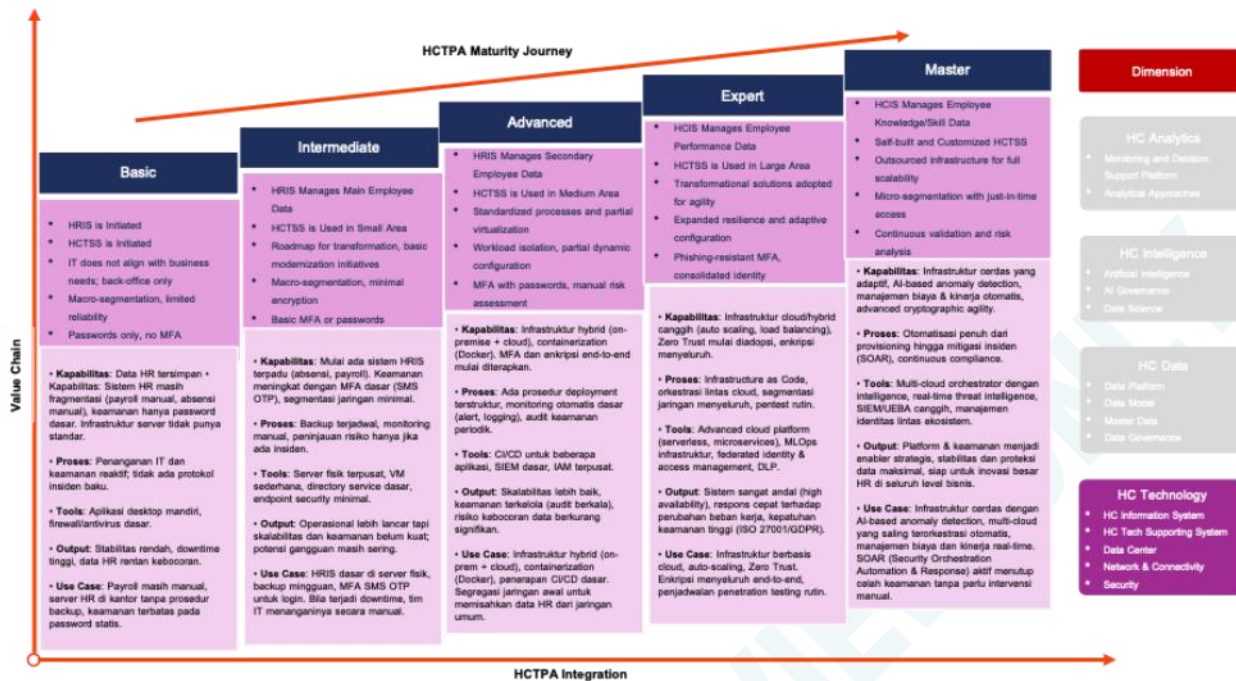 HCTPA Maturity Journey
Value Chain
HCTPA Integration
Basic
• HRIS is Initiated
• HCTSS is Initiated
• IT does not align with business
needs; back-office only
• Macro-segmentation, limited
reliability
• Passwords only, no MFA
• Kapabilitas: Data HR tersimpan •
Kapabilitas: Sistem HR masih
fragmentasi (payroll manual, absensi
manual), keamanan hanya password
dasar. Infrastruktur server tidak punya
standar.
• Proses: Penanganan IT dan
keamanan reaktif; tidak ada protokol
insiden baku.
• Tools: Aplikasi desktop mandiri,
firewall/antivirus dasar.
• Output: Stabilitas rendah, downtime
tinggi, data HR rentan kebocoran.
• Use Case: Payroll masih manual,
server HR di kantor tanpa prosedur
backup, keamanan terbatas pada
password statis.
Intermediate
• HRIS Manages Main Employee
Data
• HCTSS is Used in Small Area
• Roadmap for transformation, basic
modernization initiatives
• Macro-segmentation, minimal
encryption
• Basic MFA or passwords
• Kapabilitas: Mulai ada sistem HRIS
terpadu (absensi, payroll). Keamanan
meningkat dengan MFA dasar (SMS
OTP), segmentasi jaringan minimal.
• Proses: Backup terjadwal, monitoring
manual, peninjauan risiko hanya jika
ada insiden.
• Tools: Server fisik terpusat, VM
sederhana, directory service dasar,
endpoint security minimal.
• Output: Operasional lebih lancar tapi
skalabilitas dan keamanan belum kuat;
potensi gangguan masih sering.
• Use Case: HRIS dasar di server fisik,
backup mingguan, MFA SMS OTP
untuk login. Bila terjadi downtime, tim
IT menanganinya secara manual.
Advanced
• HRIS Manages Secondary
Employee Data
• HCTSS is Used in Medium Area
• Standardized processes and partial
virtualization
• Workload isolation, partial dynamic
configuration
• MFA with passwords, manual risk
assessment
• Kapabilitas: Infrastruktur hybrid (on-
premise + cloud), containerization
(Docker). MFA dan enkripsi end-to-end
mulai diterapkan.
• Proses: Ada prosedur deployment
terstruktur, monitoring otomatis dasar
(alert, logging), audit keamanan
periodik.
• Tools: CI/CD untuk beberapa
aplikasi, SIEM dasar, IAM terpusat.
• Output: Skalabilitas lebih baik,
keamanan terkelola (audit berkala),
risiko kebocoran data berkurang
signifikan.
• Use Case: Infrastruktur hybrid (on-
prem + cloud), containerization
(Docker), penerapan CI/CD dasar.
Segregasi jaringan awal untuk
memisahkan data HR dari jaringan
umum.
Expert
• HCIS Manages Employee
Performance Data
• HCTSS is Used in Large Area
• Transformational solutions adopted
for agility
• Expanded resilience and adaptive
configuration
• Phishing-resistant MFA,
consolidated identity
• Kapabilitas: Infrastruktur cloud/hybrid
canggih (auto scaling, load balancing),
Zero Trust mulai diadopsi, enkripsi
menyeluruh.
• Proses: Infrastructure as Code,
orkestrasi lintas cloud, segmentasi
jaringan menyeluruh, pentest rutin.
• Tools: Advanced cloud platform
(serverless, microservices), MLOps
infrastruktur, federated identity &
access management, DLP.
• Output: Sistem sangat andal (high
availability), respons cepat terhadap
perubahan beban kerja, kepatuhan
keamanan tinggi (ISO 27001/GDPR).
• Use Case: Infrastruktur berbasis
cloud, auto-scaling, Zero Trust.
Enkripsi menyeluruh end-to-end,
penjadwalan penetration testing rutin.
Master
• HCIS Manages Employee
Knowledge/Skill Data
• Self-built and Customized HCTSS
• Outsourced infrastructure for full
scalability
• Micro-segmentation with just-in-time
access
• Continuous validation and risk
analysis
• Kapabilitas: Infrastruktur cerdas yang
adaptif, AI-based anomaly detection,
manajemen biaya & kinerja otomatis,
advanced cryptographic agility.
• Proses: Otomatisasi penuh dari
provisioning hingga mitigasi insiden
(SOAR), continuous compliance.
• Tools: Multi-cloud orchestrator dengan
intelligence, real-time threat intelligence,
SIEM/UEBA canggih, manajemen
identitas lintas ekosistem.
• Output: Platform & keamanan menjadi
enabler strategis, stabilitas dan proteksi
data maksimal, siap untuk inovasi besar
HR di seluruh level bisnis.
• Use Case: Infrastruktur cerdas dengan
AI-based anomaly detection, multi-cloud
yang saling terorkestrasi otomatis,
manajemen biaya dan kinerja real-time.
SOAR (Security Orchestration
Automation & Response) aktif menutup
celah keamanan tanpa perlu intervensi
manual.
Dimension
HC Analytics
• Monitoring and Decision
Support Platform
• Analytical Approaches
HC Intelligence
• Artificial Intelligence
• AI Governance
• Data Science
HC Data
• Data Platform
• Data Model
• Master Data
• Data Governance
HC Technology
• HC Information System
• HC Tech Supporting System
• Data Center
• Network & Connectivity
• Security